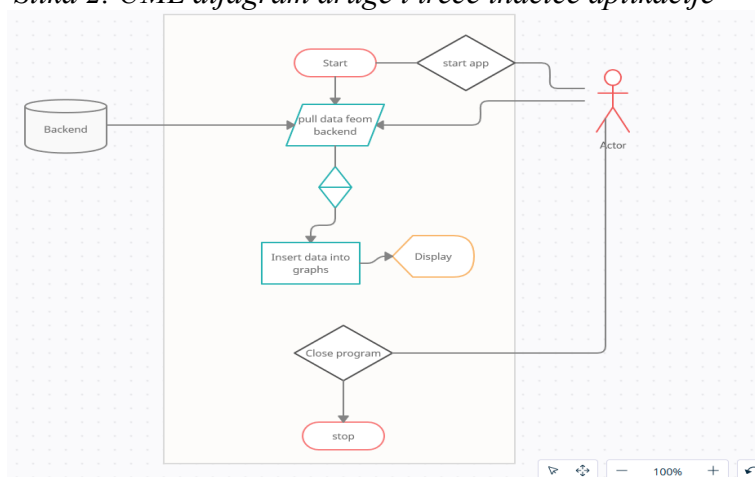 Slika 2. UML dijagram druge i treće inačice aplikacije
Start
start app
pull data feom
backend
Backend
Actor
Insert data into
graphs
Display
Close program
stop
100%